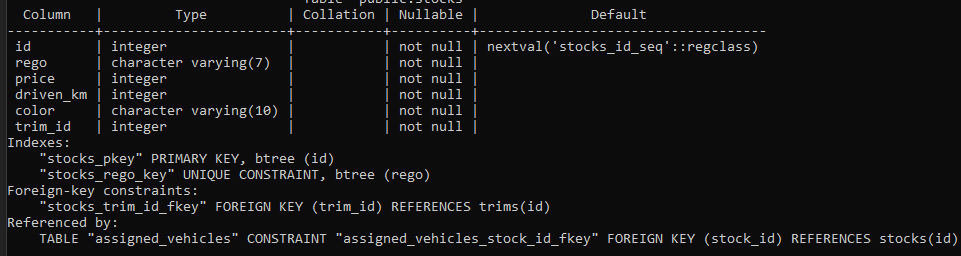 Table "public.stocks"
Column | Type | Collation | Nullable | Default
-----------+-----------------------+-----------+----------+------------------------------------
id | integer | | not null | nextval('stocks_id_seq'::regclass)
rego | character varying(7) | | not null |
price | integer | | not null |
driven_km | integer | | not null |
color | character varying(10) | | not null |
trim_id | integer | | not null |
Indexes:
"stocks_pkey" PRIMARY KEY, btree (id)
"stocks_rego_key" UNIQUE CONSTRAINT, btree (rego)
Foreign-key constraints:
"stocks_trim_id_fkey" FOREIGN KEY (trim_id) REFERENCES trims(id)
Referenced by:
TABLE "assigned_vehicles" CONSTRAINT "assigned_vehicles_stock_id_fkey" FOREIGN KEY (stock_id) REFERENCES stocks(id)